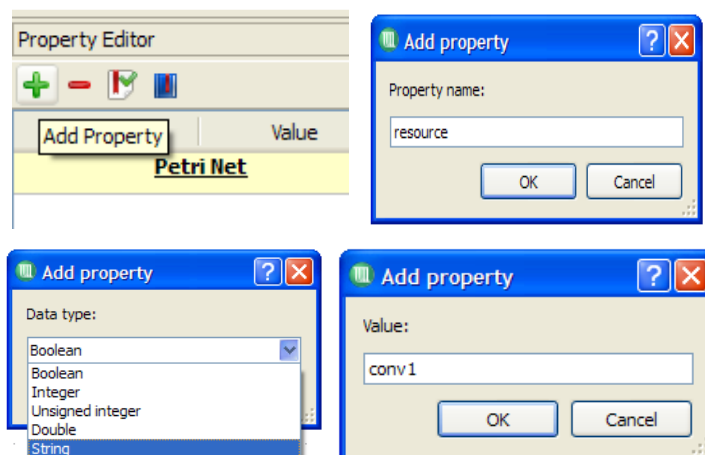 Property Editor
Add Property
Value
Petri Net
Add property
Property name:
resource
OK
Cancel
Add property
Data type:
Boolean
Boolean
Integer
Unsigned integer
Double
String
Add property
Value:
conv1
OK
Cancel